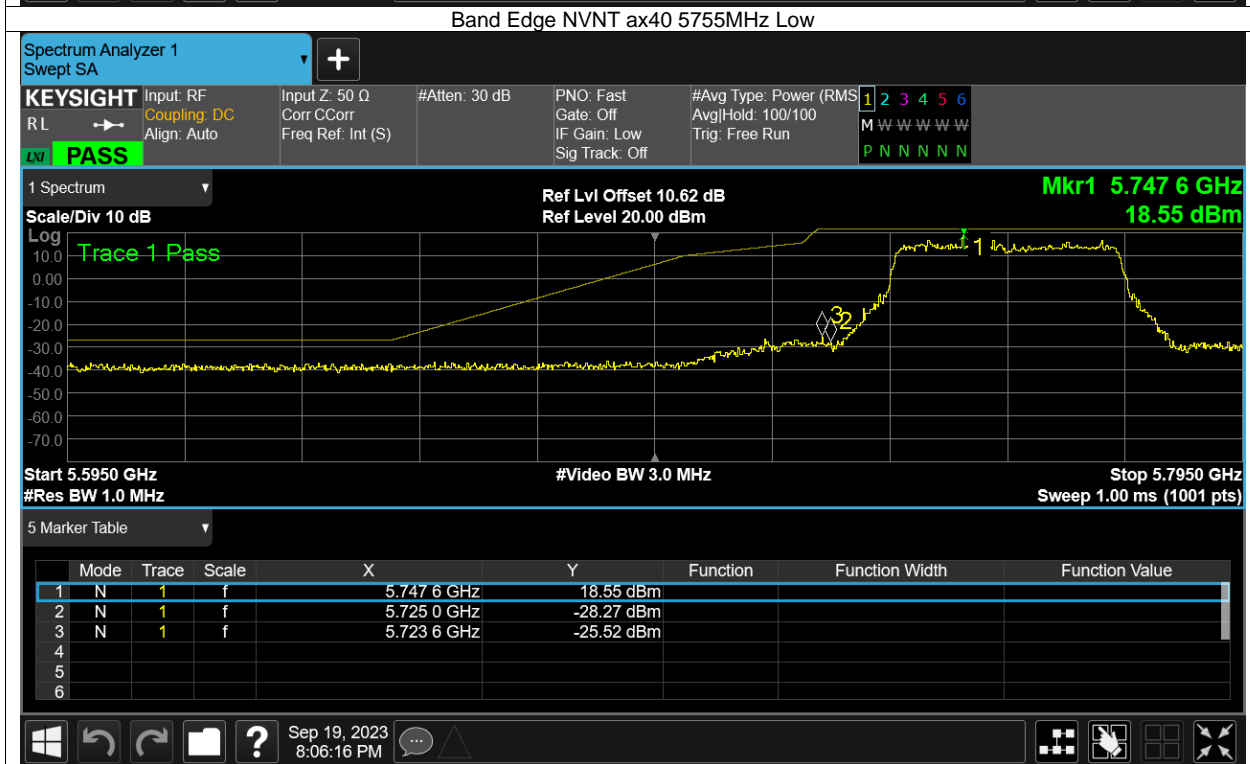 Band Edge NVNT ax40 5755MHz Low
Spectrum Analyzer 1
Swept SA
+
KEYSIGHT Input: RF Input Z: 50 Ω #Atten: 30 dB PNO: Fast #Avg Type: Power (RMS 1 2 3 4 5 6
RL Coupling: DC Corr CCorr Gate: Off Avg|Hold: 100/100 M W W W W W
Align: Auto Freq Ref: Int (S) IF Gain: Low Trig: Free Run
LXI PASS Sig Track: Off P N N N N N
1 Spectrum Ref Lvl Offset 10.62 dB Mkr1 5.747 6 GHz
Scale/Div 10 dB Ref Level 20.00 dBm 18.55 dBm
Log
Trace 1 Pass
10.0
1
0.00
-10.0
-20.0
3 2
-30.0
-40.0
-50.0
-60.0
-70.0
Start 5.5950 GHz #Video BW 3.0 MHz Stop 5.7950 GHz
#Res BW 1.0 MHz Sweep 1.00 ms (1001 pts)
5 Marker Table
Mode Trace Scale X Y Function Function Width Function Value
1 N 1 f 5.747 6 GHz 18.55 dBm
2 N 1 f 5.725 0 GHz -28.27 dBm
3 N 1 f 5.723 6 GHz -25.52 dBm
4
5
6
? Sep 19, 2023
8:06:16 PM